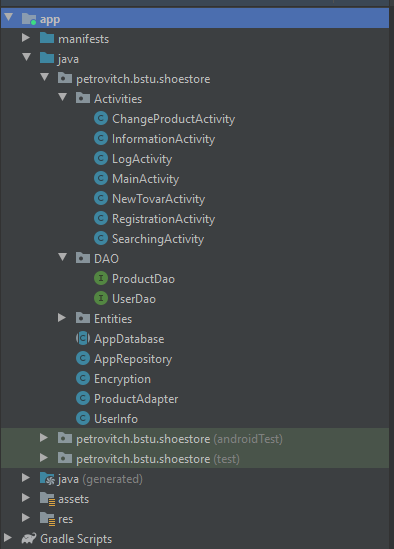 app
manifests
java
petrovitch.bstu.shoestore
Activities
ChangeProductActivity
InformationActivity
LogActivity
MainActivity
NewTovarActivity
RegistrationActivity
SearchingActivity
DAO
ProductDao
UserDao
Entities
AppDatabase
AppRepository
Encryption
ProductAdapter
UserInfo
petrovitch.bstu.shoestore (androidTest)
petrovitch.bstu.shoestore (test)
java (generated)
assets
res
Gradle Scripts